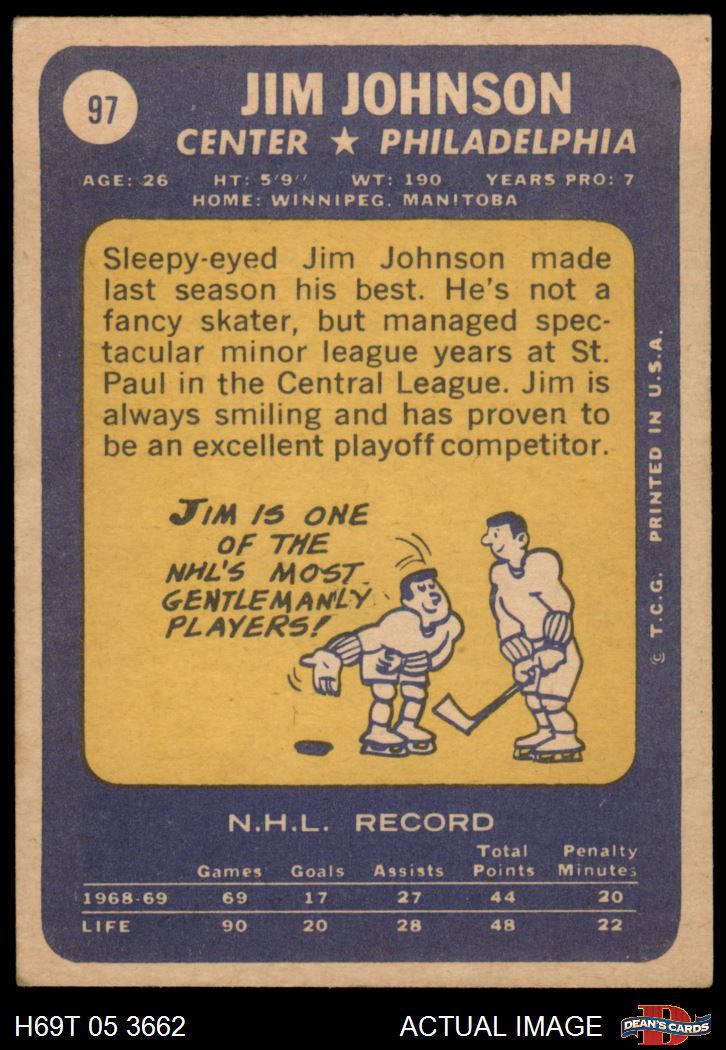 97
JIM JOHNSON
CENTER ★ PHILADELPHIA
AGE: 26 HT: 5'9'' WT: 190 YEARS PRO: 7
HOME: WINNIPEG, MANITOBA
Sleepy-eyed Jim Johnson made
last season his best. He's not a
fancy skater, but managed spec-
tacular minor league years at St.
Paul in the Central League. Jim is
always smiling and has proven to
be an excellent playoff competitor.
JIM IS ONE
OF THE
NHL'S MOST
GENTLEMANLY
PLAYERS!
© T.C.G. PRINTED IN U.S.A.
N.H.L. RECORD
Games Goals Assists Total Points Penalty Minutes
1968-69 69 17 27 44 20
LIFE 90 20 28 48 22
H69T 05 3662 ACTUAL IMAGE
D
DEAN'S CARDS